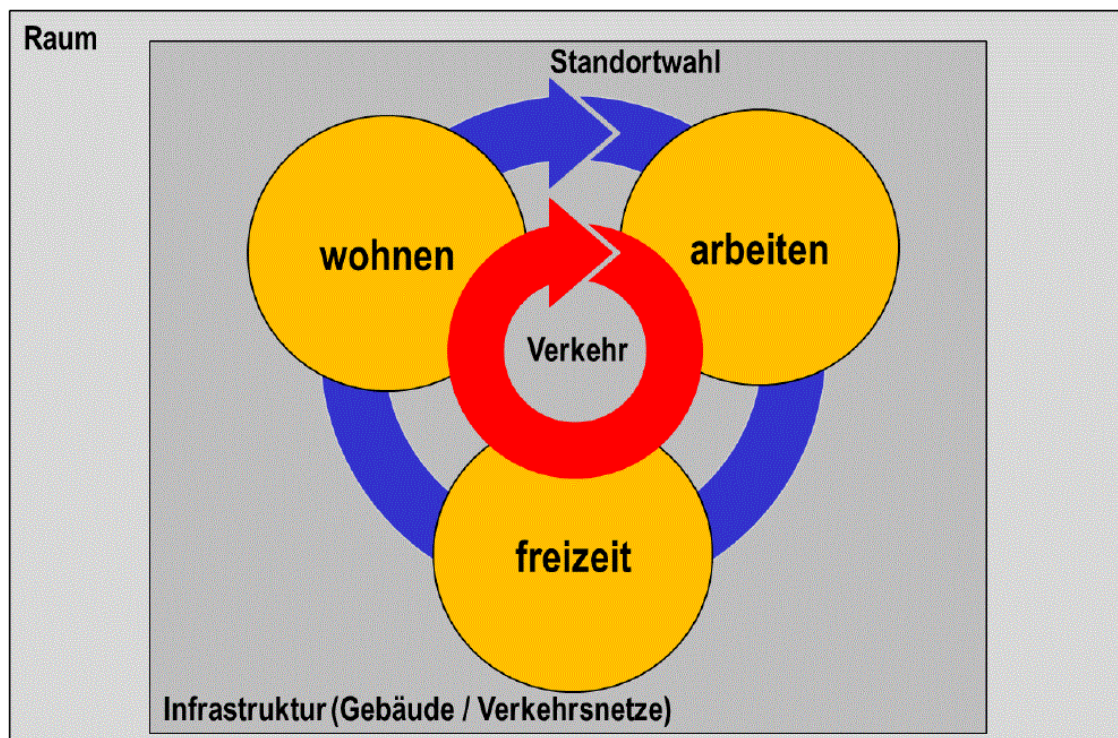 Raum
Standortwahl
wohnen
arbeiten
Verkehr
freizeit
Infrastruktur (Gebäude / Verkehrsnetze)